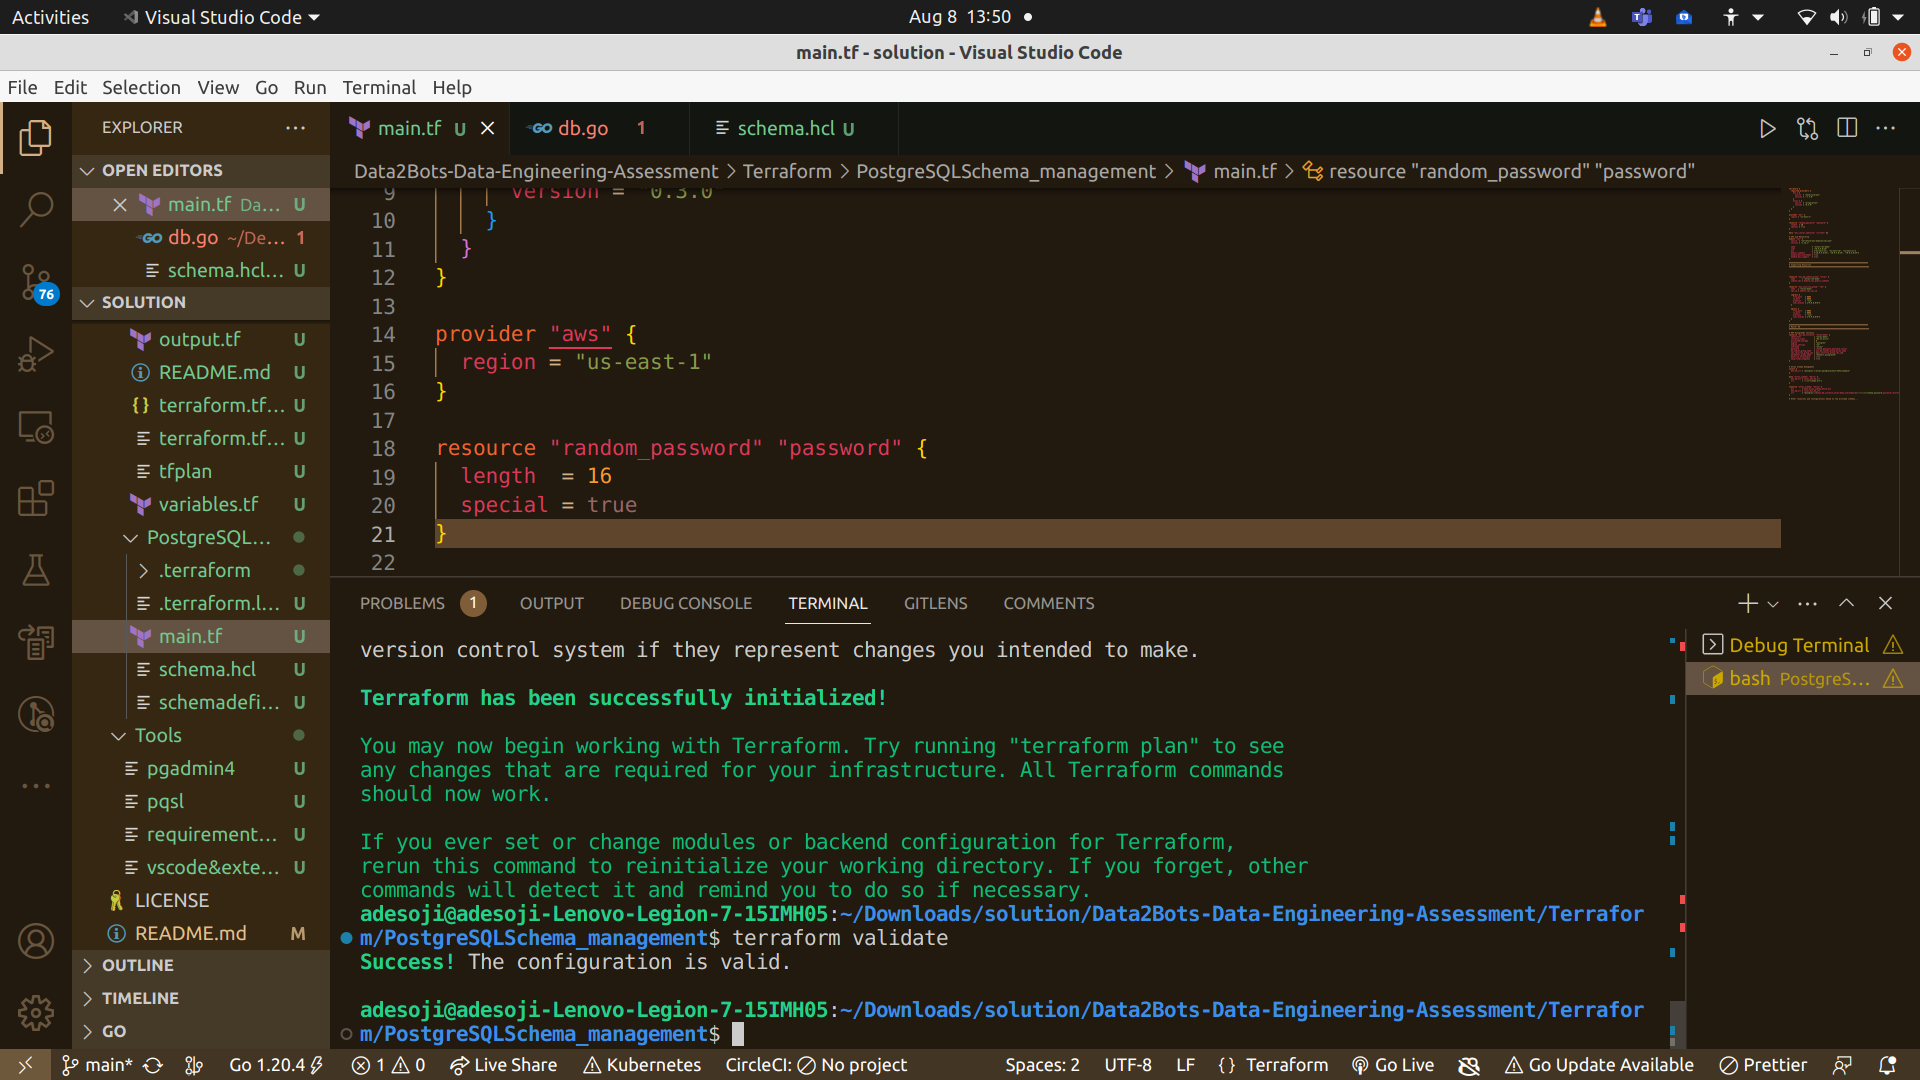 Activities
Visual Studio Code
Aug 8 13:50
main.tf - solution - Visual Studio Code
File Edit Selection View Go Run Terminal Help
EXPLORER
OPEN EDITORS
main.tf Da... U
db.go ~/De... 1
schema.hcl... U
SOLUTION
output.tf U
README.md U
terraform.tf... U
terraform.tf... U
tfplan U
variables.tf U
PostgreSQL...
.terraform
.terraform.l... U
main.tf U
schema.hcl U
schemadefi... U
Tools
pgadmin4 U
pqsl U
requirement... U
vscode&exte... U
LICENSE
README.md M
OUTLINE
TIMELINE
GO
76
main.tf U
db.go 1
schema.hcl U
Data2Bots-Data-Engineering-Assessment > Terraform > PostgreSQLSchema_management > main.tf > resource "random_password" "password"
9 version = "0.3.0"
10 }
11 }
12 }
13
14 provider "aws" {
15 region = "us-east-1"
16 }
17
18 resource "random_password" "password" {
19 length  = 16
20 special = true
21 }
22
PROBLEMS 1 OUTPUT DEBUG CONSOLE TERMINAL GITLENS COMMENTS
version control system if they represent changes you intended to make.
Terraform has been successfully initialized!
You may now begin working with Terraform. Try running "terraform plan" to see
any changes that are required for your infrastructure. All Terraform commands
should now work.
If you ever set or change modules or backend configuration for Terraform,
rerun this command to reinitialize your working directory. If you forget, other
commands will detect it and remind you to do so if necessary.
adesoji@adesoji-Lenovo-Legion-7-15IMH05:~/Downloads/solution/Data2Bots-Data-Engineering-Assessment/Terrafor
m/PostgreSQLSchema_management$ terraform validate
Success! The configuration is valid.
adesoji@adesoji-Lenovo-Legion-7-15IMH05:~/Downloads/solution/Data2Bots-Data-Engineering-Assessment/Terrafor
m/PostgreSQLSchema_management$
Debug Terminal
bash PostgreS...
main* Go 1.20.4 1 0 Live Share Kubernetes CircleCI: No project Spaces: 2 UTF-8 LF {} Terraform Go Live Go Update Available Prettier